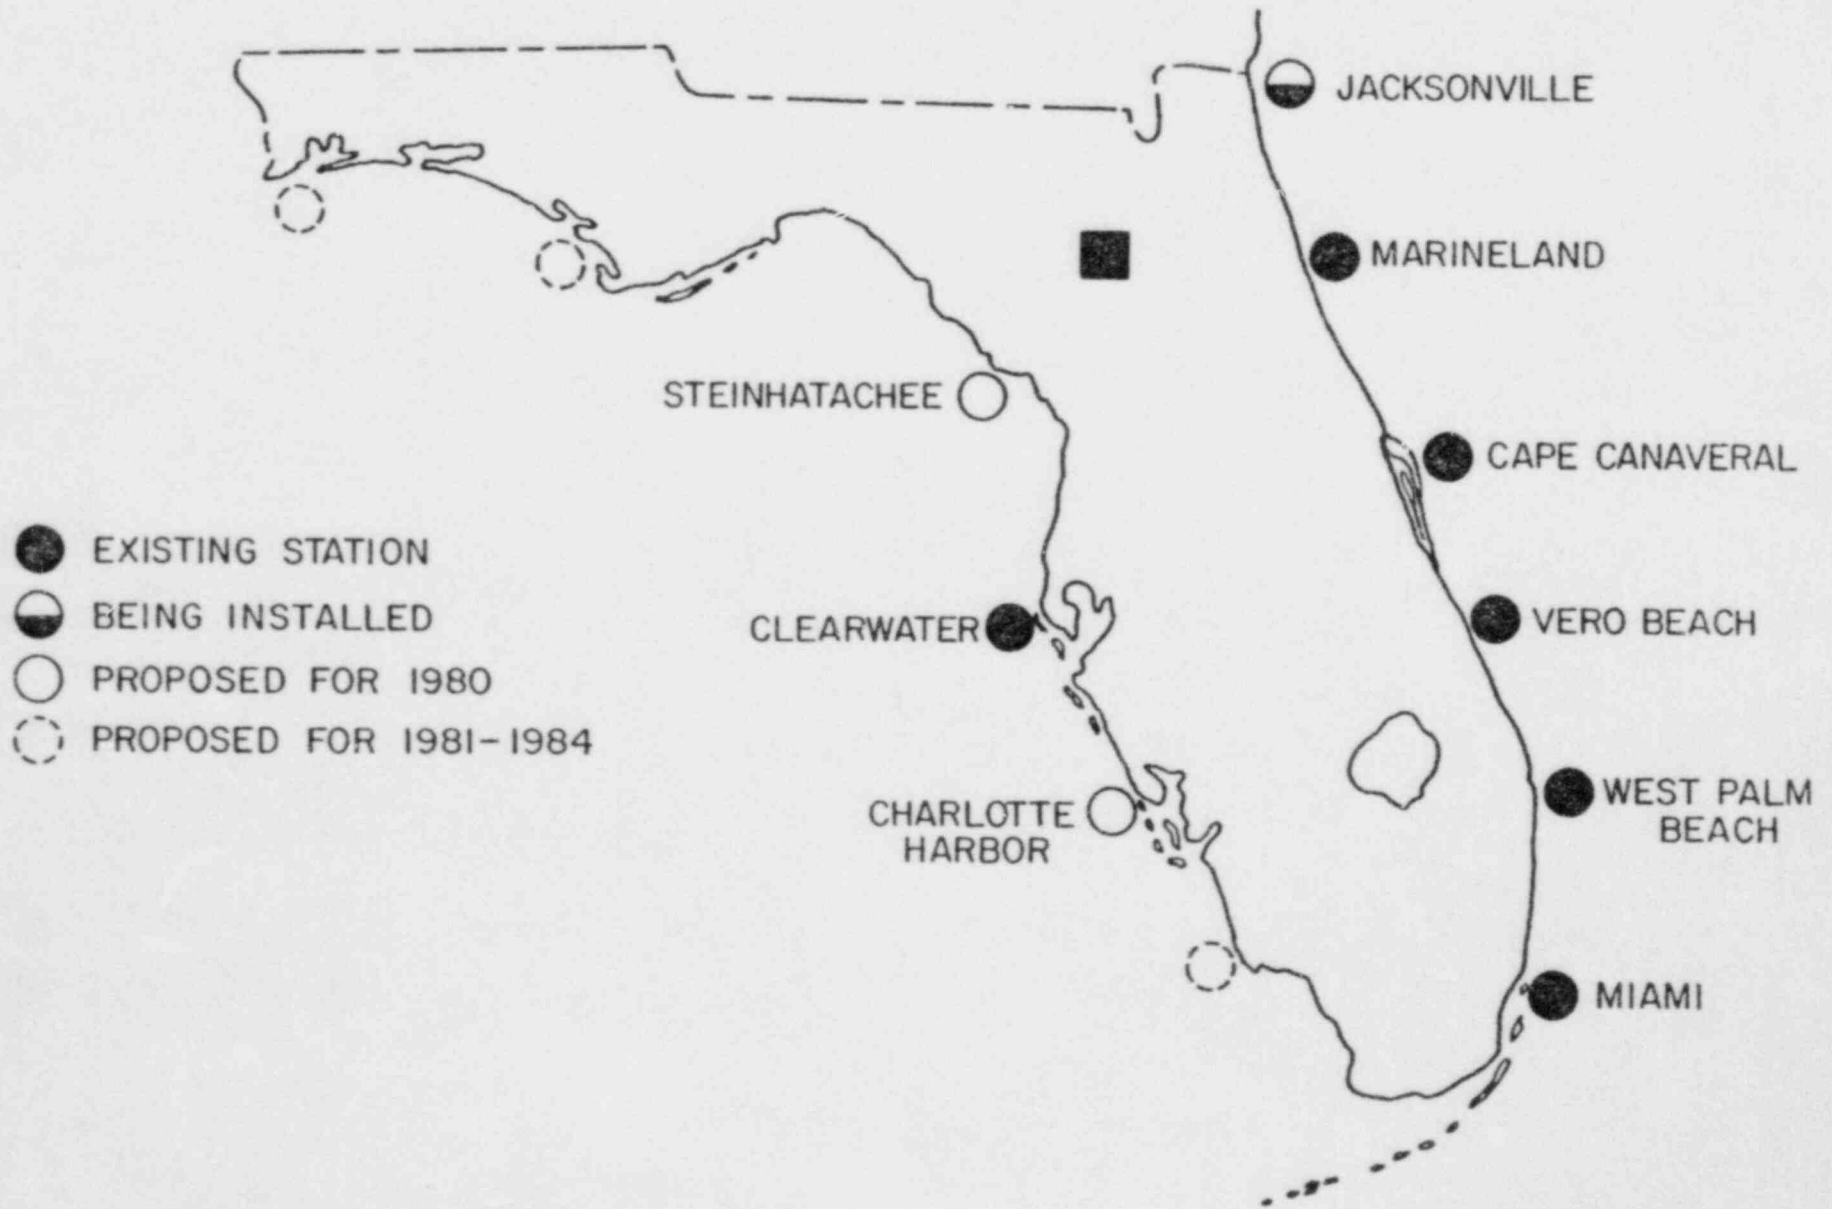 JACKSONVILLE
MARINELAND
STEINHATACHEE
CAPE CANAVERAL
EXISTING STATION
BEING INSTALLED
PROPOSED FOR 1980
PROPOSED FOR 1981-1984
CLEARWATER
VERO BEACH
CHARLOTTE
HARBOR
WEST PALM
BEACH
MIAMI